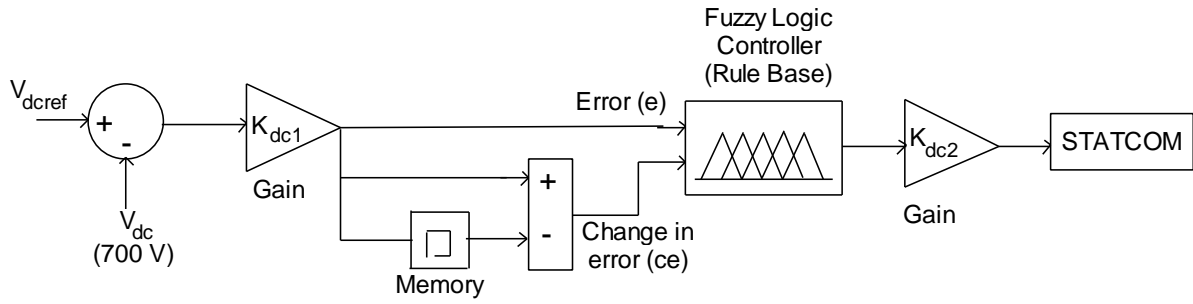 Fuzzy Logic
Controller
(Rule Base)
V_dcref
+
-
V_dc
(700 V)
K_dc1
Gain
Error (e)
+
-
Memory
Change in
error (ce)
K_dc2
Gain
STATCOM